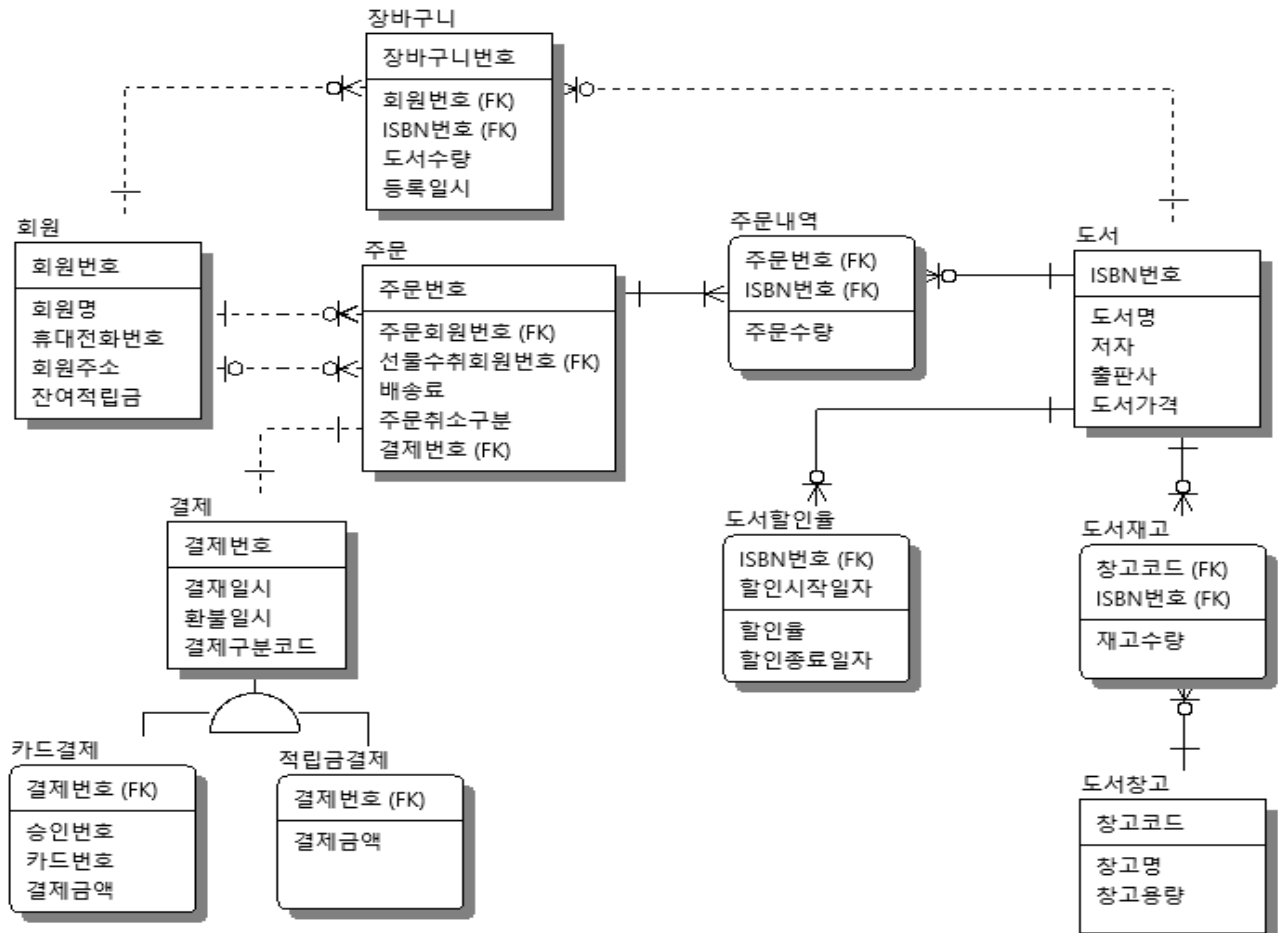 장바구니
장바구니번호
회원번호 (FK)
ISBN번호 (FK)
도서수량
등록일시
회원
회원번호
회원명
휴대전화번호
회원주소
잔여적립금
주문
주문번호
주문회원번호 (FK)
선물수취회원번호 (FK)
배송료
주문취소구분
결제번호 (FK)
주문내역
주문번호 (FK)
ISBN번호 (FK)
주문수량
도서
ISBN번호
도서명
저자
출판사
도서가격
결제
결제번호
결재일시
환불일시
결제구분코드
도서할인율
ISBN번호 (FK)
할인시작일자
할인율
할인종료일자
도서재고
창고코드 (FK)
ISBN번호 (FK)
재고수량
카드결제
결제번호 (FK)
승인번호
카드번호
결제금액
적립금결제
결제번호 (FK)
결제금액
도서창고
창고코드
창고명
창고용량